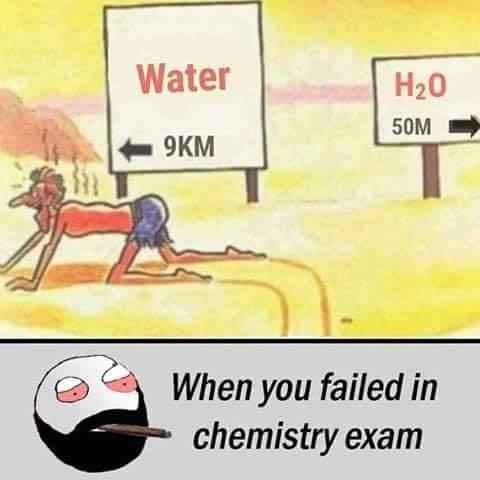 Water
← 9KM
H₂O
50M →
When you failed in
chemistry exam